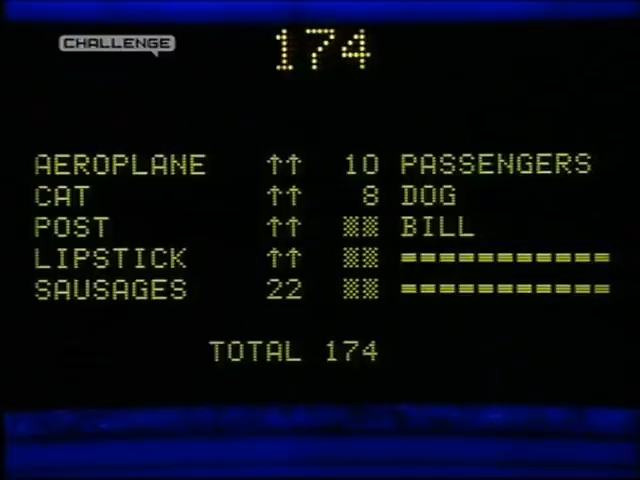 CHALLENGE
174
AEROPLANE ↑↑ 10 PASSENGERS
CAT ↑↑ 8 DOG
POST ↑↑ ▒▒ BILL
LIPSTICK ↑↑ ▒▒ ===========
SAUSAGES 22 ▒▒ ===========
TOTAL 174